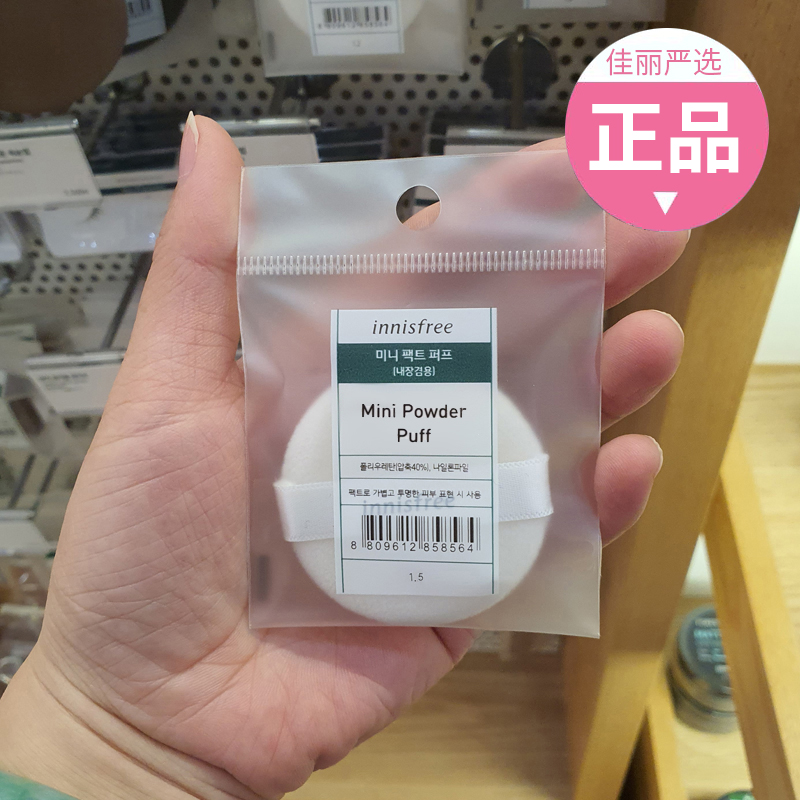 佳丽严选
正品
innisfree
미니 팩트 퍼프
(내장겸용)
Mini Powder
Puff
폴리우레탄(압축40%), 나일론파일
팩트로 가볍고 투명한 피부 표현 시 사용
innisfree
8 809612 858564
1.5